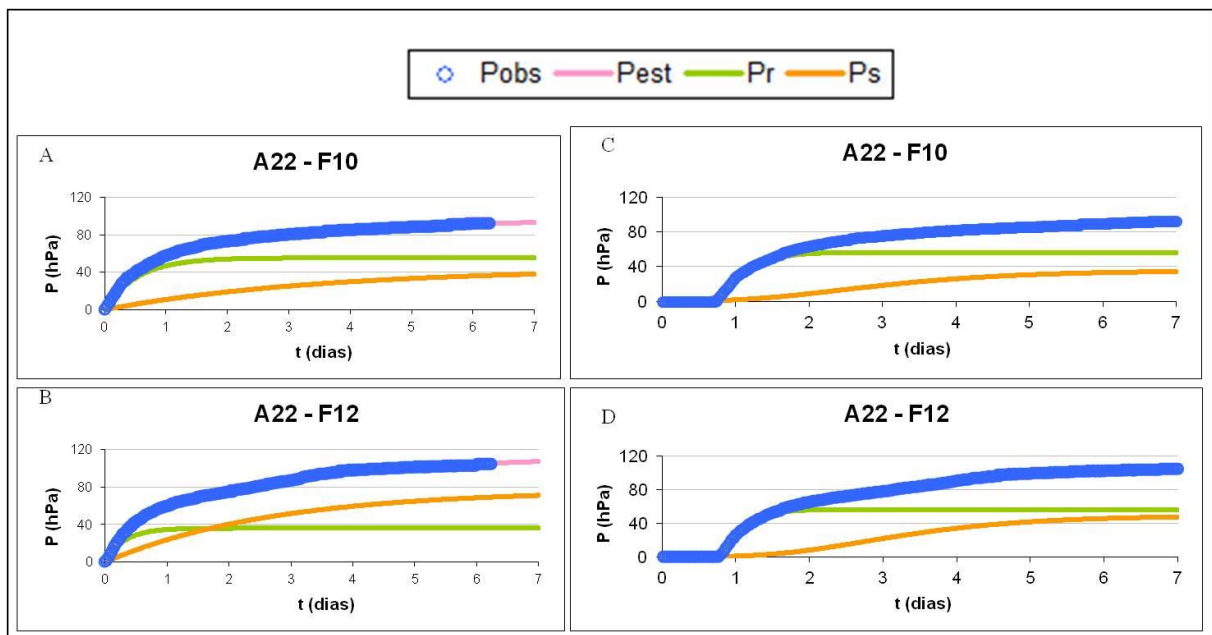 Pobs Pest Pr Ps
A
A22 - F10
P (hPa)
120
80
40
0
0 1 2 3 4 5 6 7
t (dias)
C
A22 - F10
P (hPa)
120
80
40
0
0 1 2 3 4 5 6 7
t (dias)
B
A22 - F12
P (hPa)
120
80
40
0
0 1 2 3 4 5 6 7
t (dias)
D
A22 - F12
P (hPa)
120
80
40
0
0 1 2 3 4 5 6 7
t (dias)